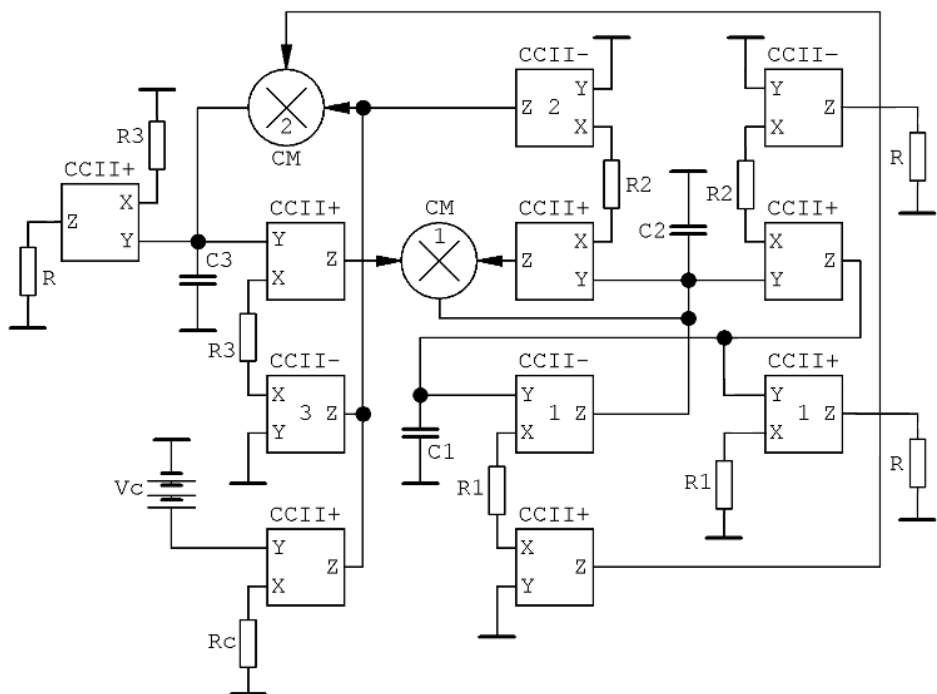 CCII-
CCII-
Y
Z 2
X
Y
Z
X
2
CM
R3
CCII+
X
Z
Y
R
R2
R2
R
C2
CCII+
Y
Z
X
CM
1
CCII+
X
Z
Y
CCII+
X
Z
Y
C3
R
R3
CCII-
X
3 Z
Y
CCII-
Y
1 Z
X
CCII+
Y
1 Z
X
C1
R1
R1
R
Vc
CCII+
Y
Z
X
CCII+
X
Z
Y
Rc